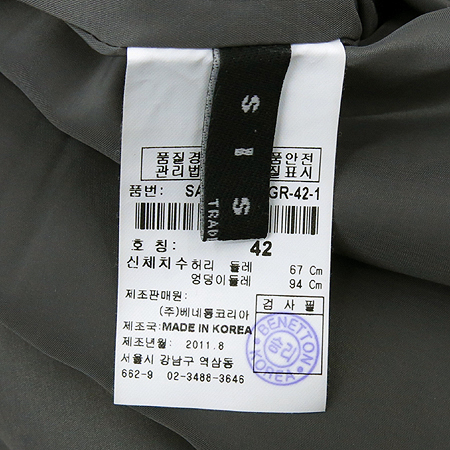 S I S
TRADE
품질경 품안전
관리법 질표시
품번: SA GR-42-1
호 칭: 42
신체치수 허리 둘레 67 Cm
엉덩이둘레 94 Cm
제조판매원:
(주)베네통코리아
검 사 필
제조국: MADE IN KOREA
제조년월: 2011.8
서울시 강남구 역삼동
662-9 02-3488-3646
BENETTON
승리
KOREA